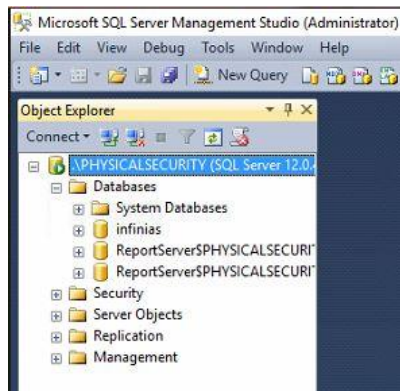 Microsoft SQL Server Management Studio (Administrator)
File Edit View Debug Tools Window Help
New Query
Object Explorer
Connect
.\PHYSICALSECURITY (SQL Server 12.0.
Databases
System Databases
infinias
ReportServer$PHYSICALSECURI
ReportServer$PHYSICALSECURI
Security
Server Objects
Replication
Management